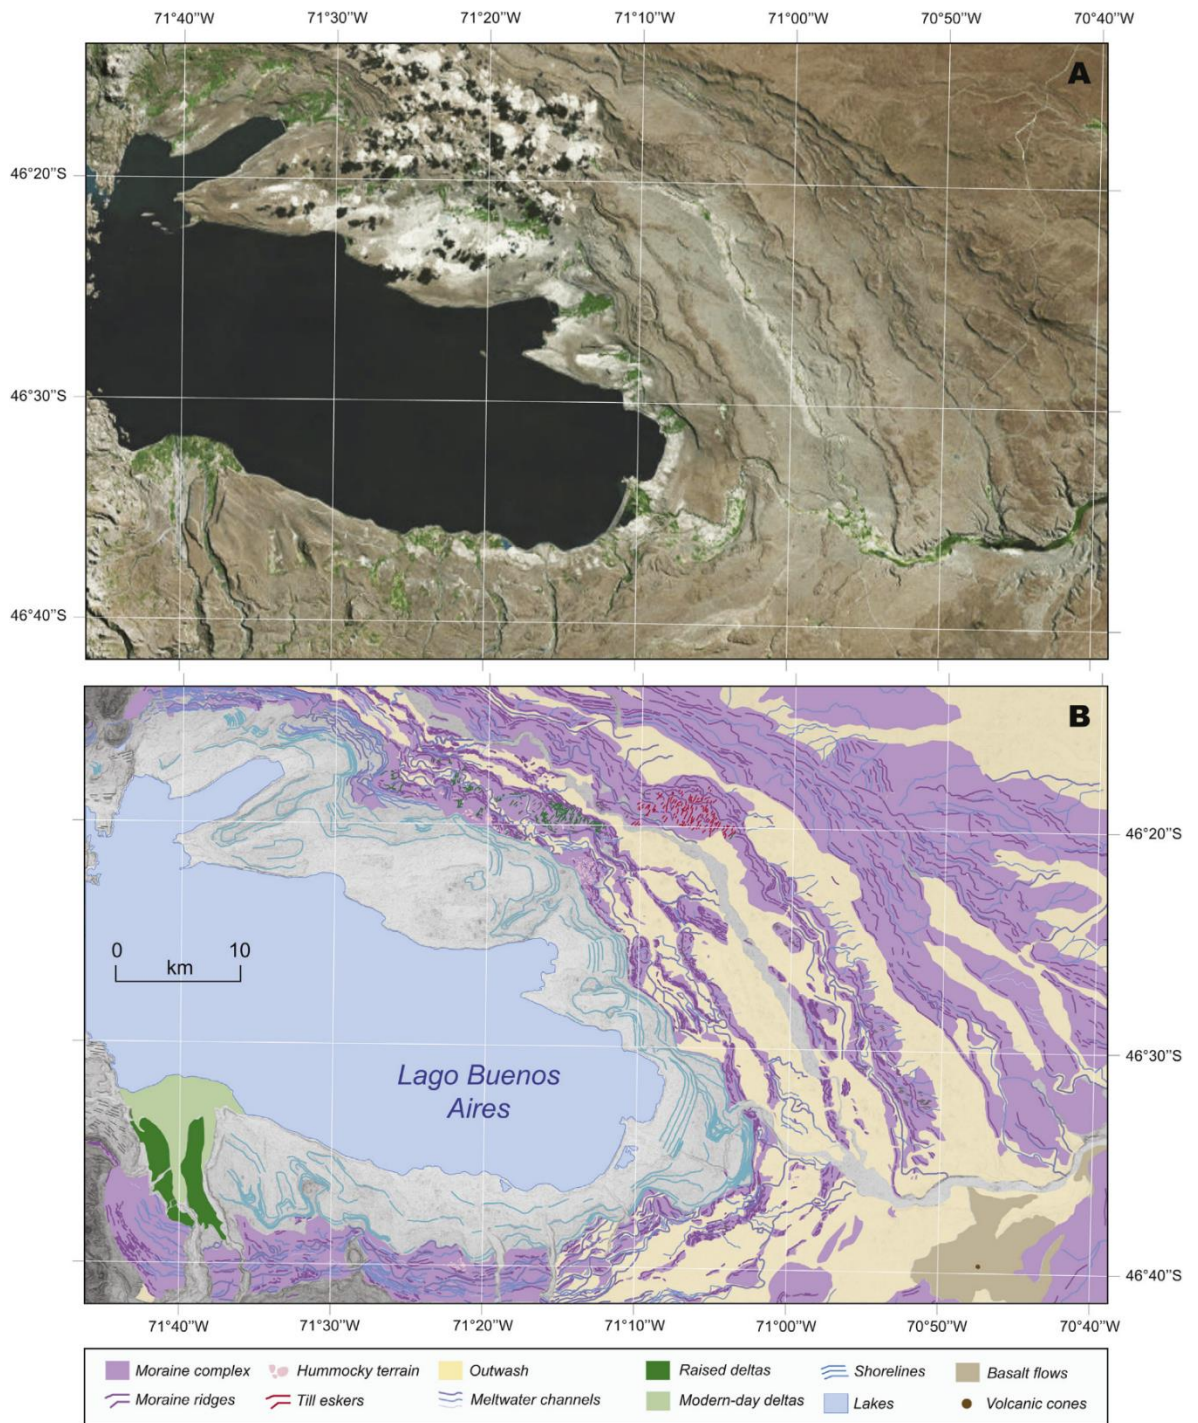 71°40"W 71°30"W 71°20"W 71°10"W 71°00"W 70°50"W 70°40"W
A
46°20"S
46°30"S
46°40"S
B
46°20"S
0 10
km
46°30"S
Lago Buenos
Aires
46°40"S
71°40"W 71°30"W 71°20"W 71°10"W 71°00"W 70°50"W 70°40"W
Moraine complex Hummocky terrain Outwash Raised deltas Shorelines Basalt flows
Moraine ridges Till eskers Meltwater channels Modern-day deltas Lakes Volcanic cones